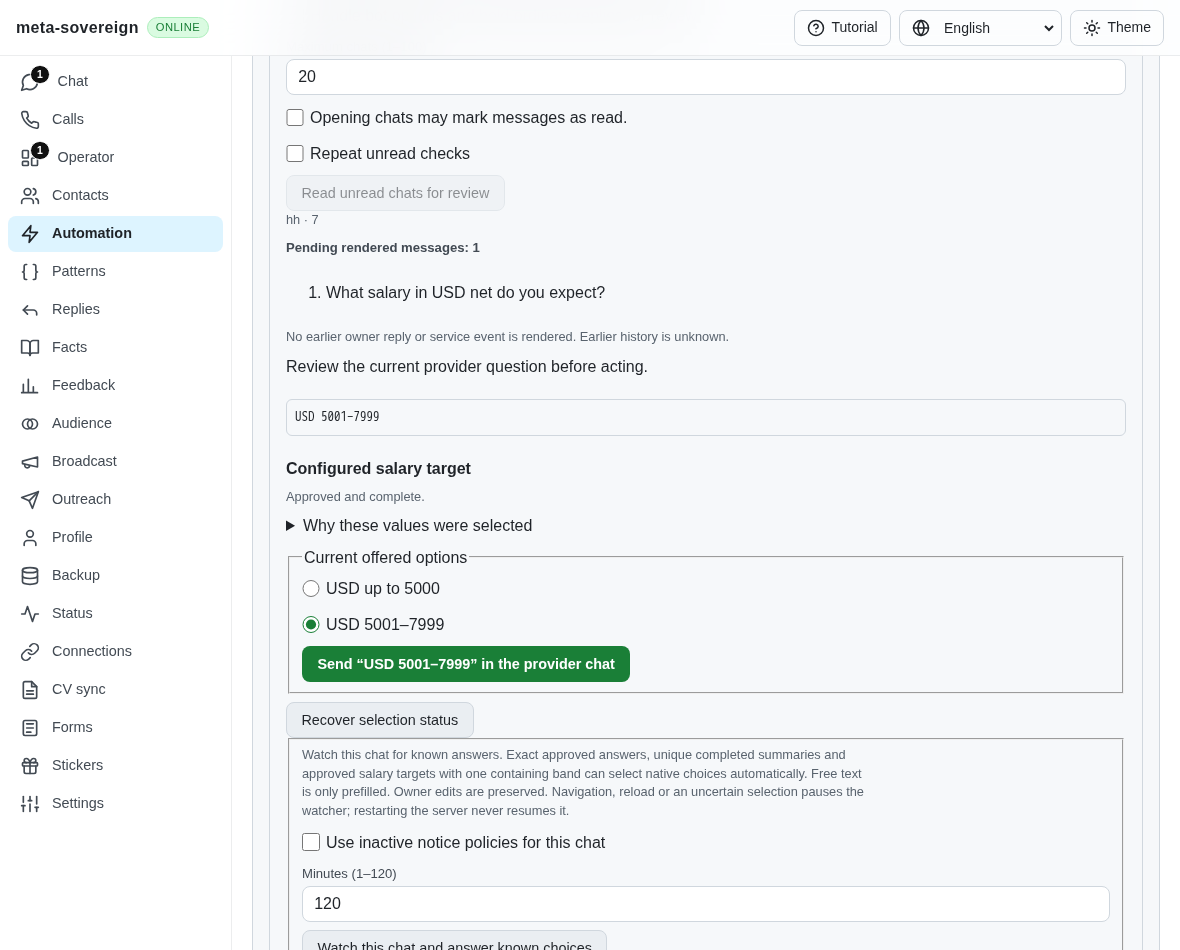 meta-sovereign ONLINE
Tutorial
English
Theme
1
Chat
Calls
1
Operator
Contacts
Automation
Patterns
Replies
Facts
Feedback
Audience
Broadcast
Outreach
Profile
Backup
Status
Connections
CV sync
Forms
Stickers
Settings
20
Opening chats may mark messages as read.
Repeat unread checks
Read unread chats for review
hh · 7
Pending rendered messages: 1
1. What salary in USD net do you expect?
No earlier owner reply or service event is rendered. Earlier history is unknown.
Review the current provider question before acting.
USD 5001–7999
Configured salary target
Approved and complete.
Why these values were selected
Current offered options
USD up to 5000
USD 5001–7999
Send “USD 5001–7999” in the provider chat
Recover selection status
Watch this chat for known answers. Exact approved answers, unique completed summaries and
approved salary targets with one containing band can select native choices automatically. Free text
is only prefilled. Owner edits are preserved. Navigation, reload or an uncertain selection pauses the
watcher; restarting the server never resumes it.
Use inactive notice policies for this chat
Minutes (1–120)
120
Watch this chat and answer known choices